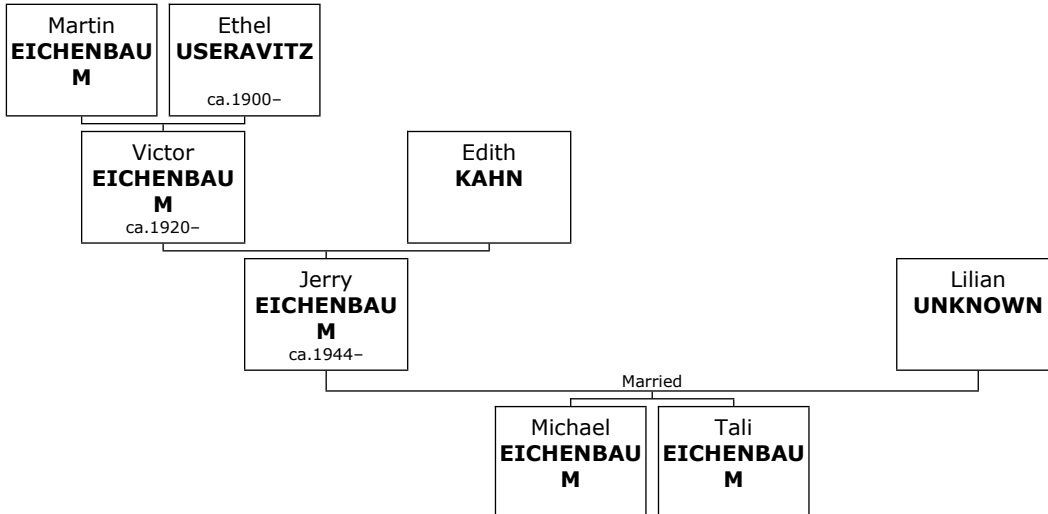 Martin
EICHENBAU
M
Ethel
USERAVITZ
ca.1900–
Victor
EICHENBAU
M
ca.1920–
Edith
KAHN
Jerry
EICHENBAU
M
ca.1944–
Lilian
UNKNOWN
Married
Michael
EICHENBAU
M
Tali
EICHENBAU
M